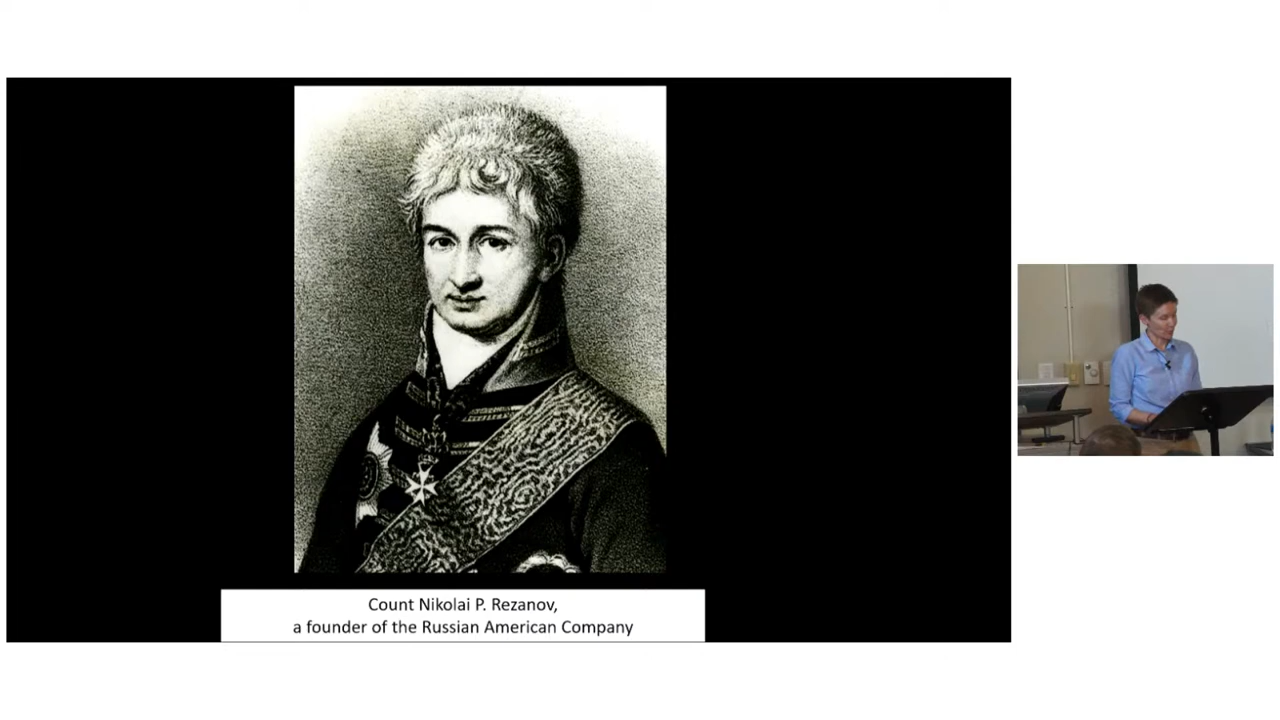 Count Nikolai P. Rezanov,
a founder of the Russian American Company